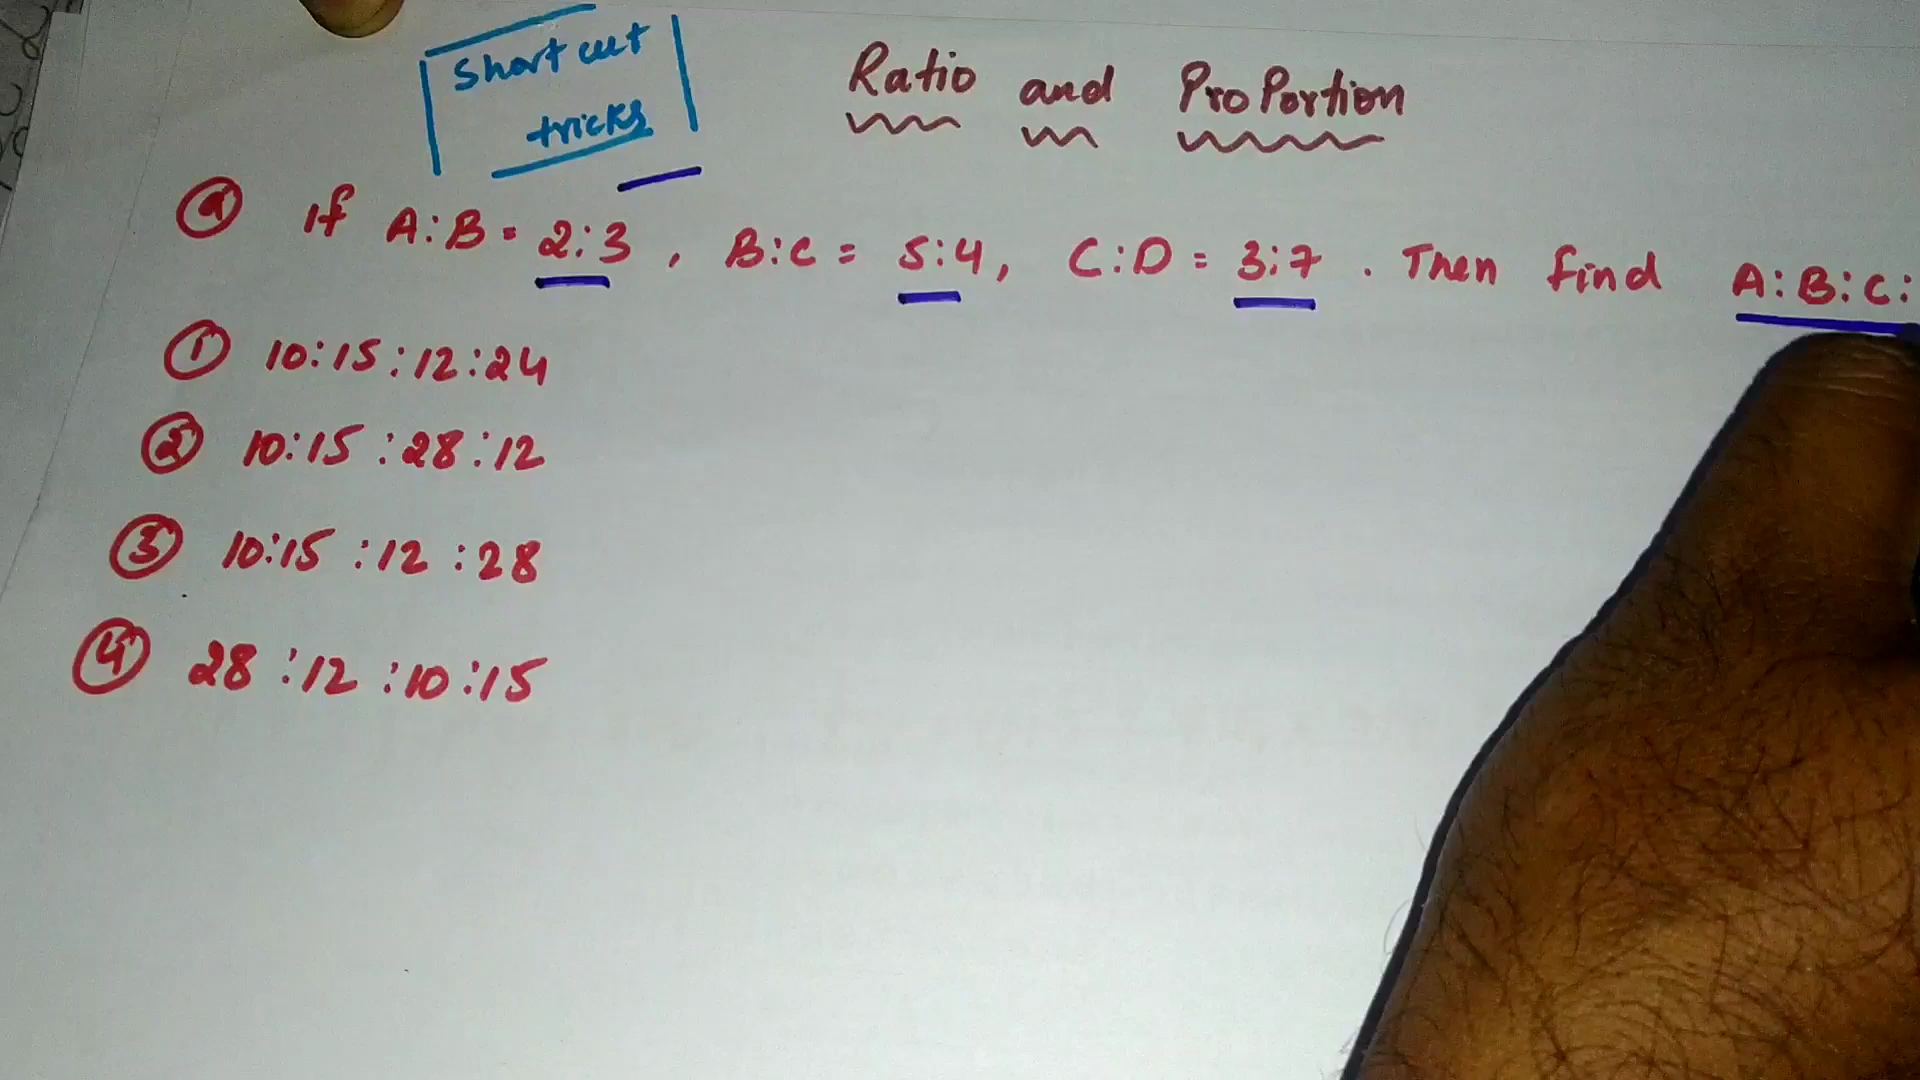 Short cut
tricks
Ratio and Proportion
Q If A:B = 2:3, B:C = 5:4, C:D = 3:7. Then find A:B:C:
① 10:15:12:24
② 10:15:28:12
③ 10:15:12:28
④ 28:12:10:15